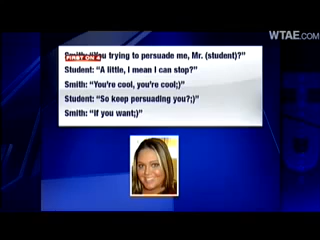 WTAE.com
Smith: "You trying to persuade me, Mr. (student)?"
FIRST ON 4
Student: "A little, I mean I can stop?"
Smith: "You're cool, you're cool;)"
Student: "So keep persuading you?;)"
Smith: "If you want;)"